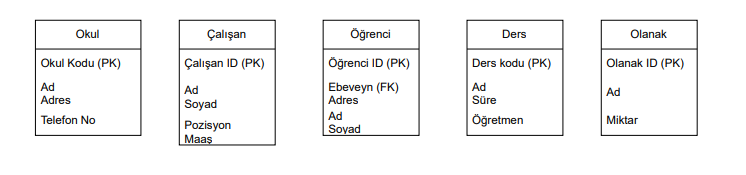 Okul
Okul Kodu (PK)
Ad
Adres
Telefon No
Çalışan
Çalışan ID (PK)
Ad
Soyad
Pozisyon
Maaş
Öğrenci
Öğrenci ID (PK)
Ebeveyn (FK)
Adres
Ad
Soyad
Ders
Ders kodu (PK)
Ad
Süre
Öğretmen
Olanak
Olanak ID (PK)
Ad
Miktar